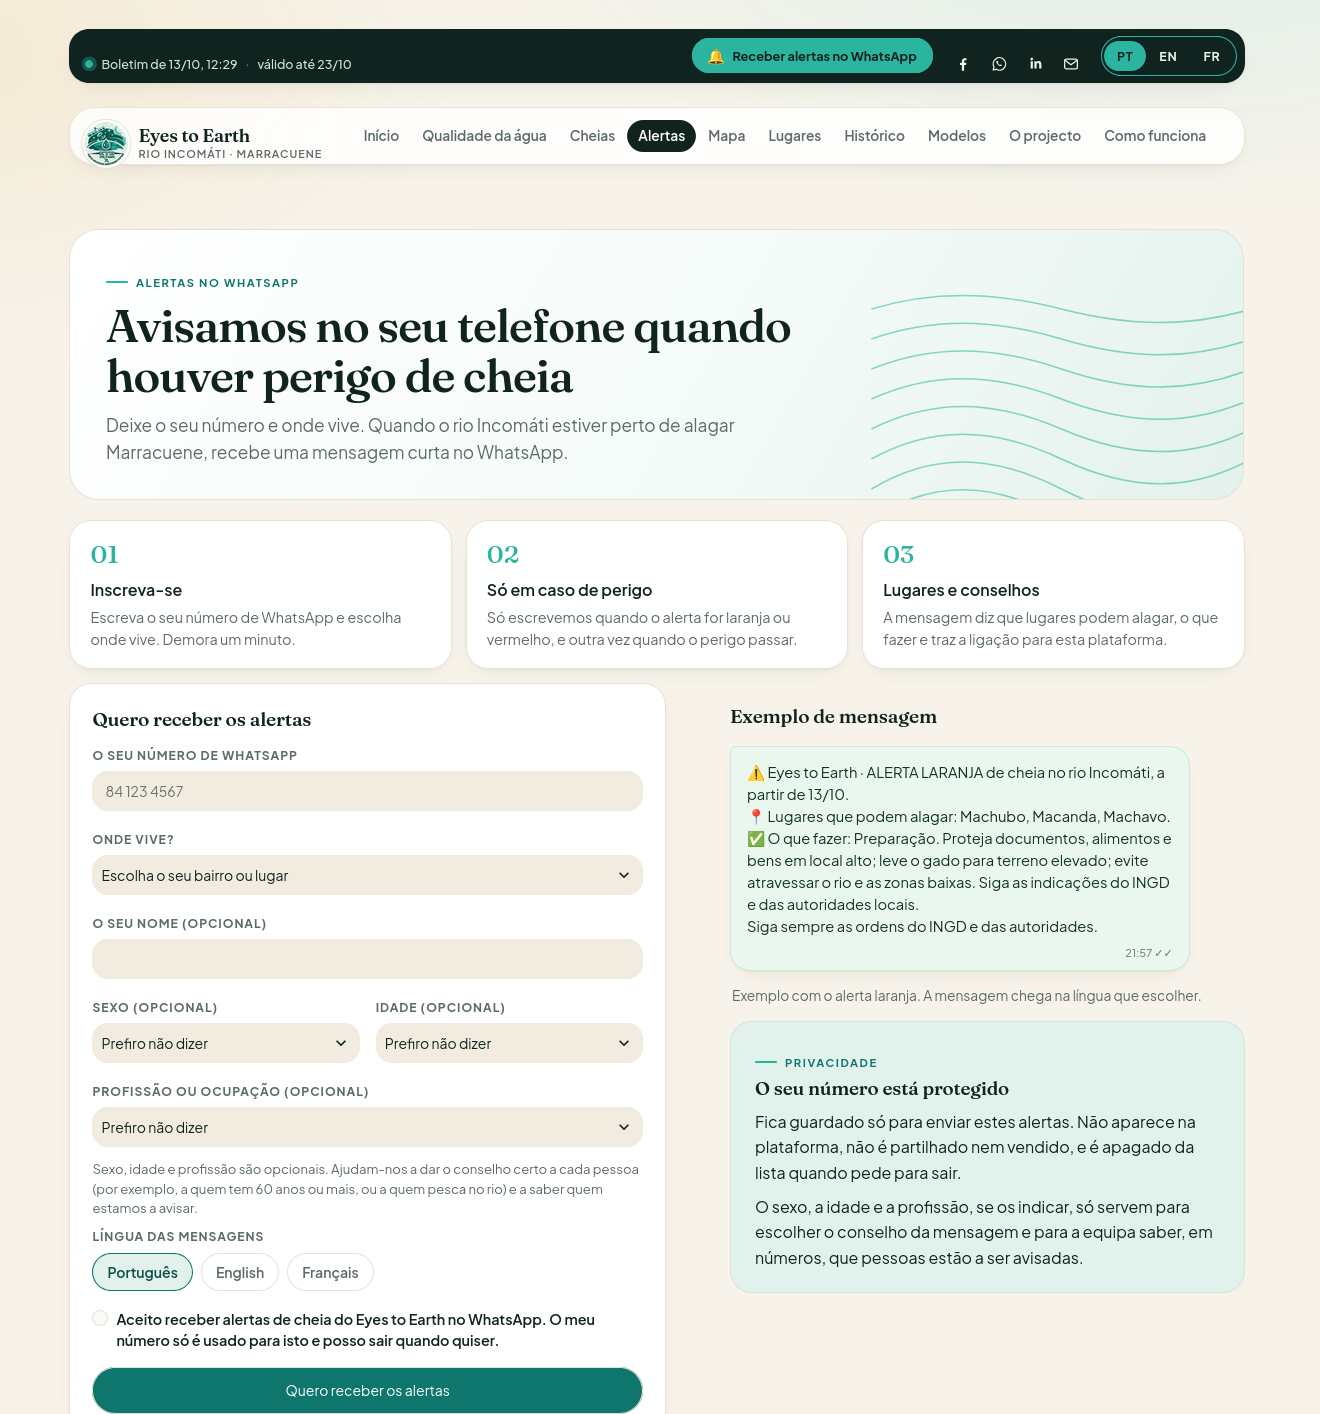 Boletim de 13/10, 12:29 · válido até 23/10
🔔 Receber alertas no WhatsApp
PT EN FR
Eyes to Earth
RIO INCOMÁTI · MARRACUENE
Início Qualidade da água Cheias Alertas Mapa Lugares Histórico Modelos O projecto Como funciona
ALERTAS NO WHATSAPP
Avisamos no seu telefone quando
houver perigo de cheia
Deixe o seu número e onde vive. Quando o rio Incomáti estiver perto de alagar
Marracuene, recebe uma mensagem curta no WhatsApp.
01
Inscreva-se
Escreva o seu número de WhatsApp e escolha
onde vive. Demora um minuto.
02
Só em caso de perigo
Só escrevemos quando o alerta for laranja ou
vermelho, e outra vez quando o perigo passar.
03
Lugares e conselhos
A mensagem diz que lugares podem alagar, o que
fazer e traz a ligação para esta plataforma.
Quero receber os alertas
O SEU NÚMERO DE WHATSAPP
84 123 4567
ONDE VIVE?
Escolha o seu bairro ou lugar
O SEU NOME (OPCIONAL)
SEXO (OPCIONAL) IDADE (OPCIONAL)
Prefiro não dizer Prefiro não dizer
PROFISSÃO OU OCUPAÇÃO (OPCIONAL)
Prefiro não dizer
Sexo, idade e profissão são opcionais. Ajudam-nos a dar o conselho certo a cada pessoa
(por exemplo, a quem tem 60 anos ou mais, ou a quem pesca no rio) e a saber quem
estamos a avisar.
LÍNGUA DAS MENSAGENS
Português English Français
Aceito receber alertas de cheia do Eyes to Earth no WhatsApp. O meu
número só é usado para isto e posso sair quando quiser.
Quero receber os alertas
Exemplo de mensagem
⚠️ Eyes to Earth · ALERTA LARANJA de cheia no rio Incomáti, a
partir de 13/10.
📍 Lugares que podem alagar: Machubo, Macanda, Machavo.
✅ O que fazer: Preparação. Proteja documentos, alimentos e
bens em local alto; leve o gado para terreno elevado; evite
atravessar o rio e as zonas baixas. Siga as indicações do INGD
e das autoridades locais.
Siga sempre as ordens do INGD e das autoridades.
21:57 ✓✓
Exemplo com o alerta laranja. A mensagem chega na língua que escolher.
PRIVACIDADE
O seu número está protegido
Fica guardado só para enviar estes alertas. Não aparece na
plataforma, não é partilhado nem vendido, e é apagado da
lista quando pede para sair.
O sexo, a idade e a profissão, se os indicar, só servem para
escolher o conselho da mensagem e para a equipa saber, em
números, que pessoas estão a ser avisadas.